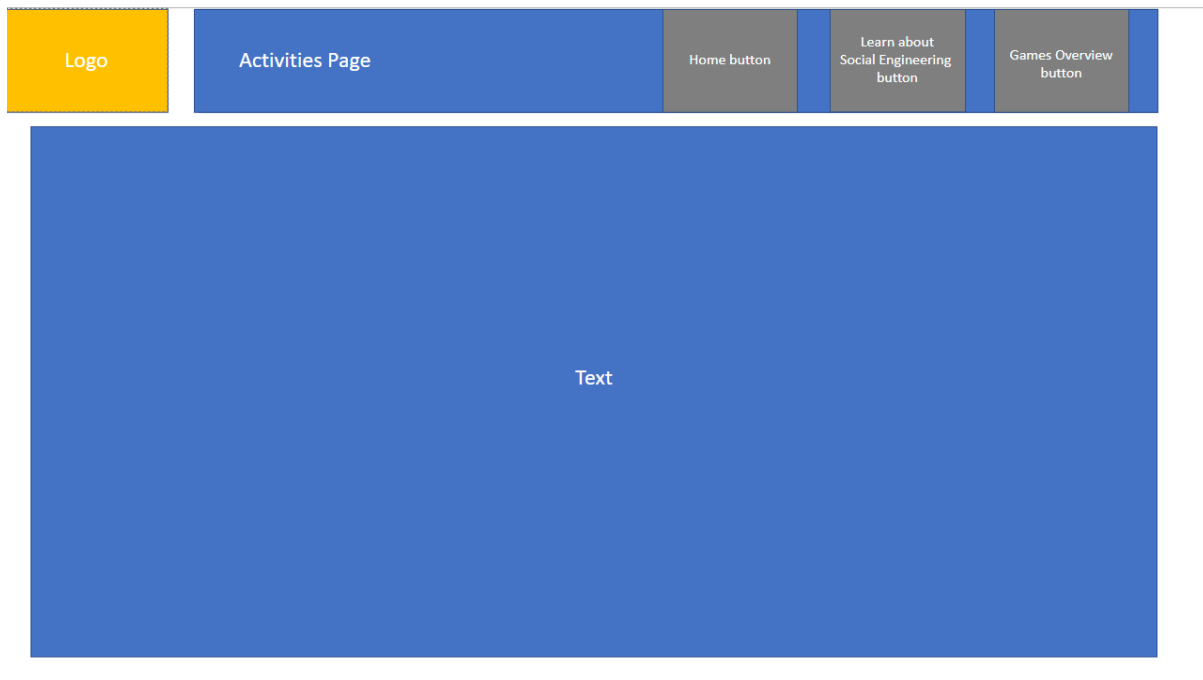 Logo
Activities Page
Home button
Learn about
Social Engineering
button
Games Overview
button
Text